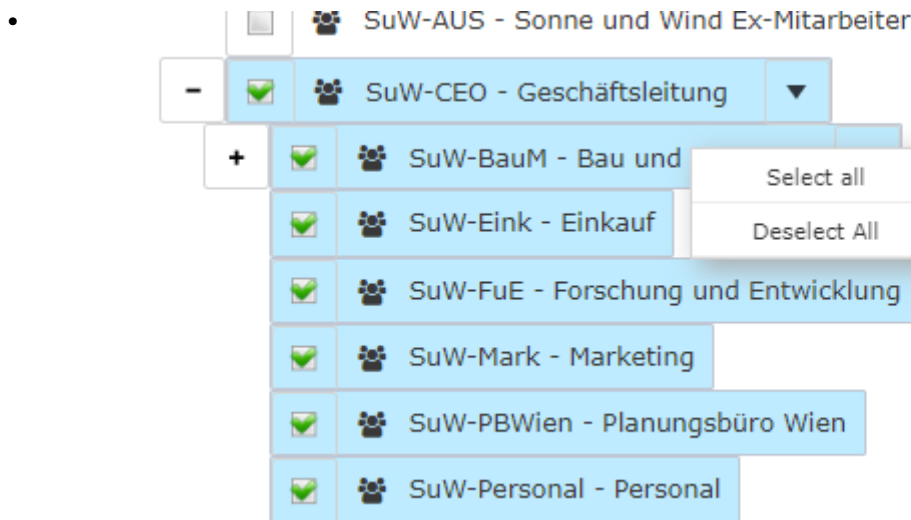 SuW-AUS - Sonne und Wind Ex-Mitarbeiter
SuW-CEO - Geschäftsleitung
SuW-BauM - Bau und
Select all
SuW-Eink - Einkauf
Deselect All
SuW-FuE - Forschung und Entwicklung
SuW-Mark - Marketing
SuW-PBWien - Planungsbüro Wien
SuW-Personal - Personal